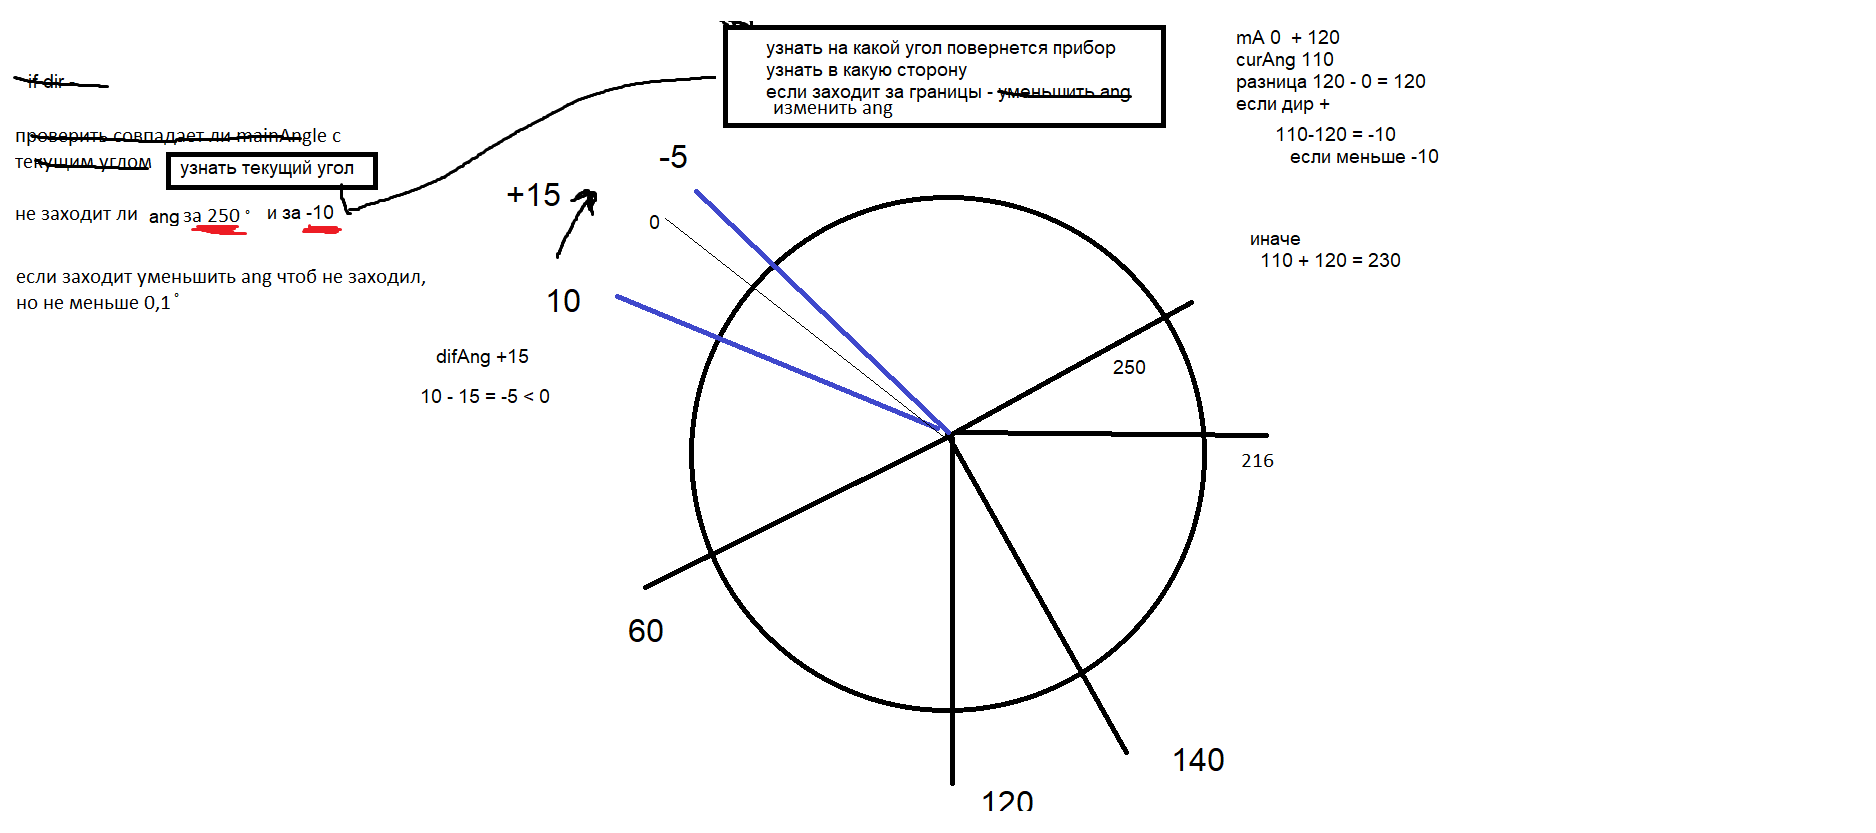 if dir -
проверить совпадает ли mainAngle с
текущим углом
узнать текущий угол
не заходит ли ang за 250 ° и за -10
если заходит уменьшить ang чтоб не заходил,
но не меньше 0,1°
узнать на какой угол повернется прибор
узнать в какую сторону
если заходит за границы - уменьшить ang
изменить ang
mA 0 + 120
curAng 110
разница 120 - 0 = 120
если дир +
110-120 = -10
если меньше -10
иначе
110 + 120 = 230
-5
+15
0
10
difAng +15
10 - 15 = -5 < 0
250
216
60
140
120